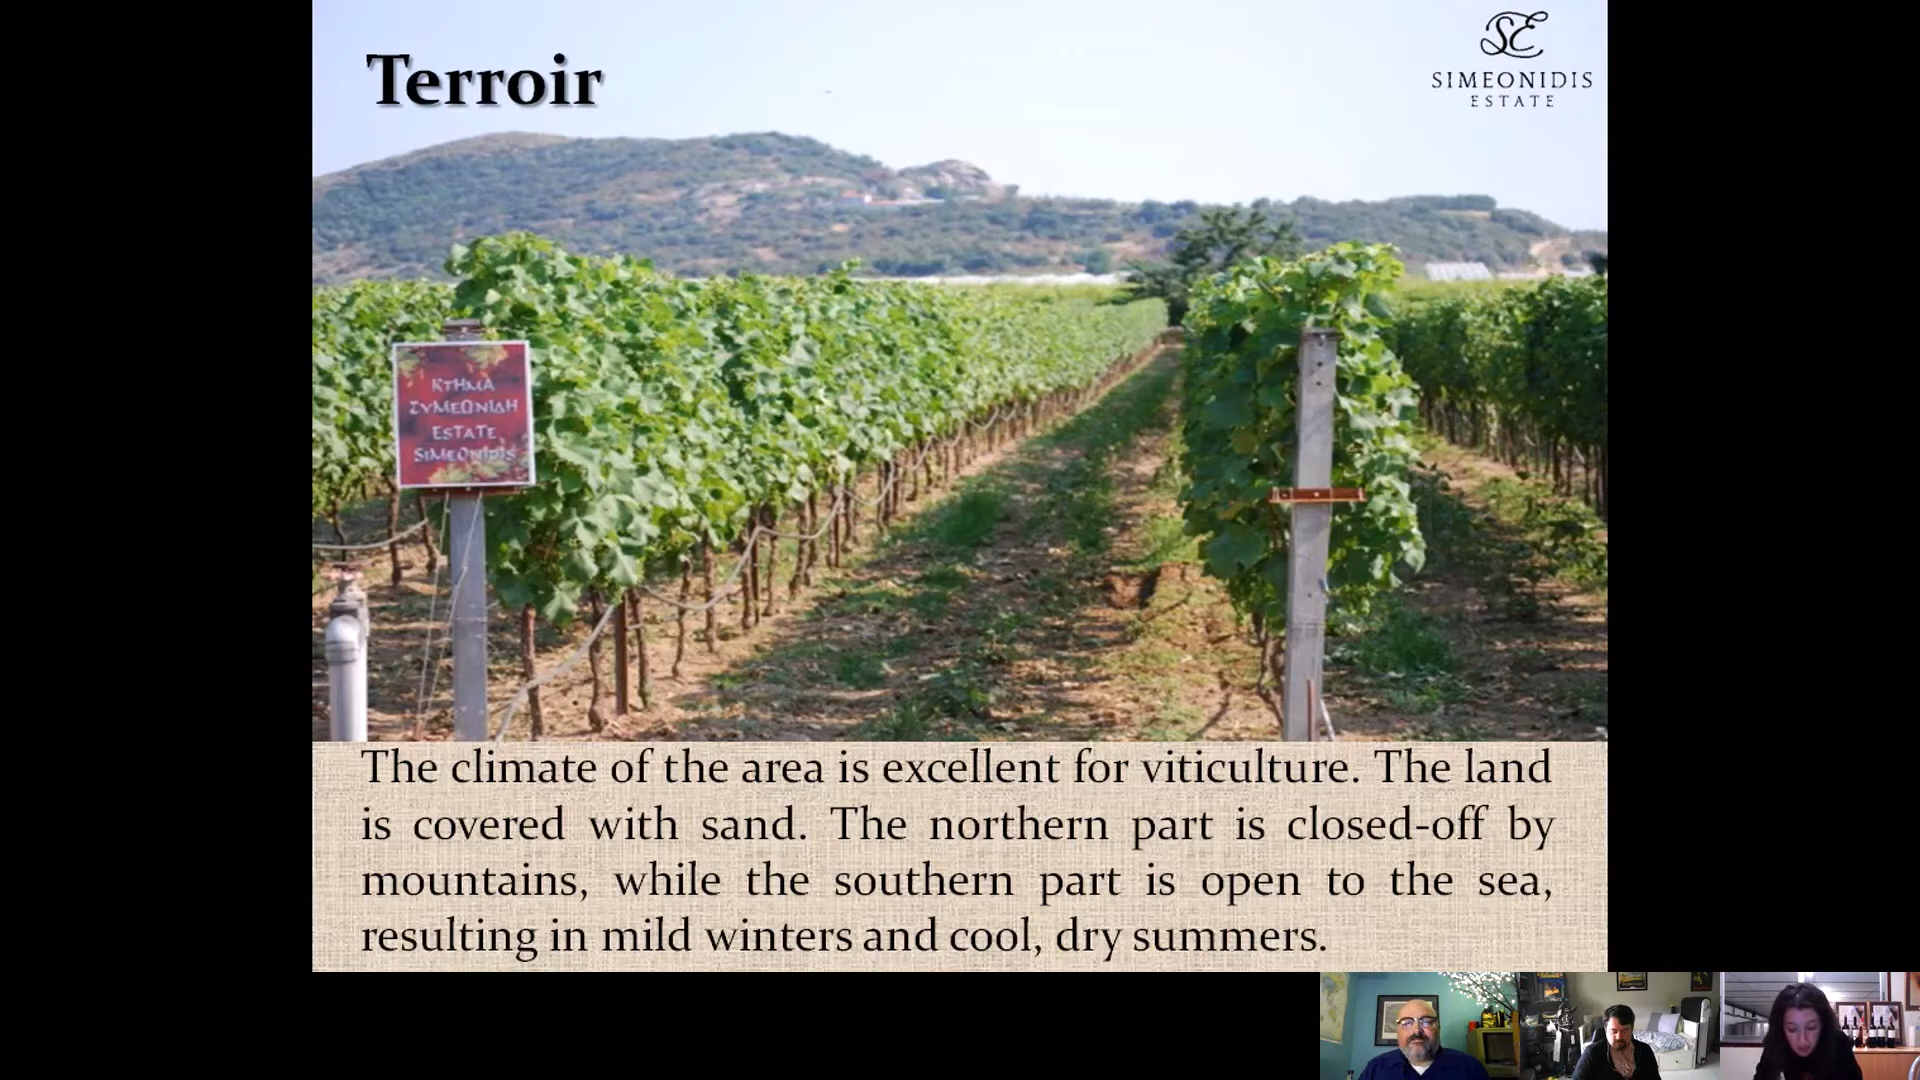 Terroir
SE
SIMEONIDIS
ESTATE
ΚΤΗΜΑ
ΣΥΜΕΩΝΙΔΗ
ESTATE
SIMEONIDIS
The climate of the area is excellent for viticulture. The land
is covered with sand. The northern part is closed-off by
mountains, while the southern part is open to the sea,
resulting in mild winters and cool, dry summers.